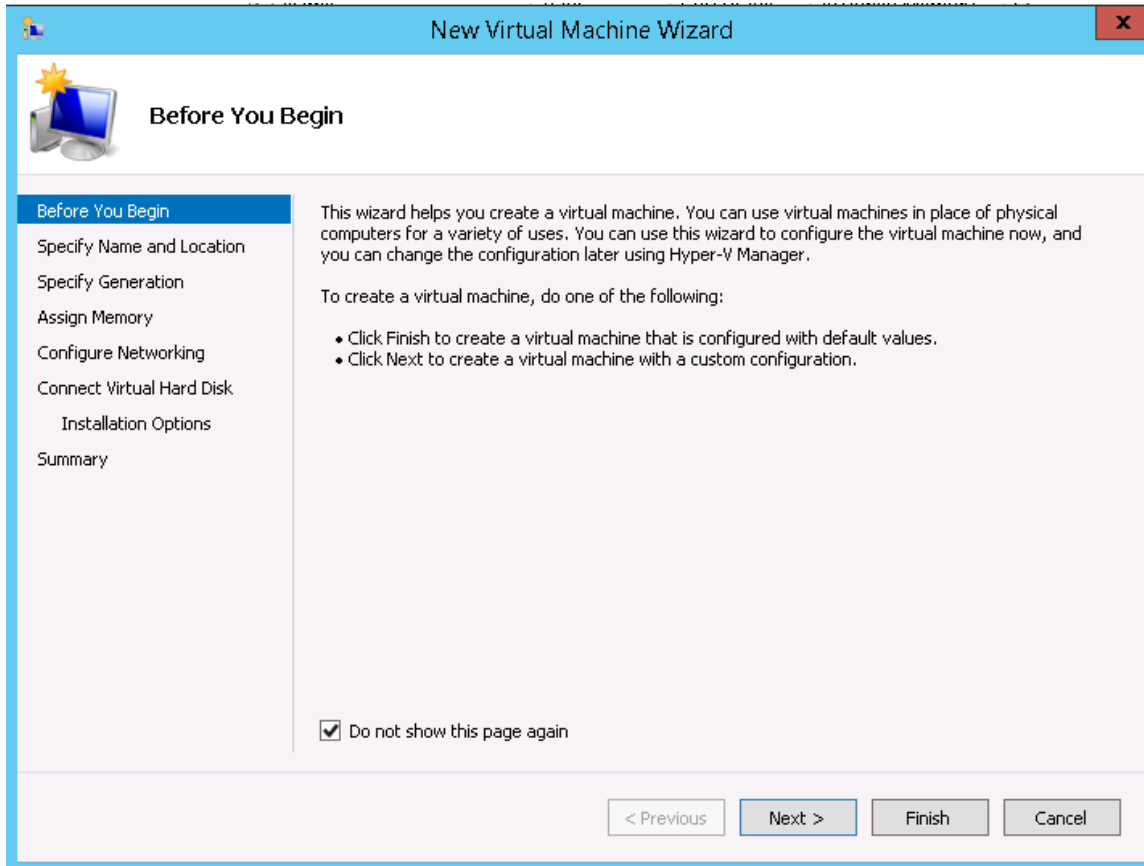 New Virtual Machine Wizard
x
Before You Begin
Before You Begin
Specify Name and Location
Specify Generation
Assign Memory
Configure Networking
Connect Virtual Hard Disk
Installation Options
Summary
This wizard helps you create a virtual machine. You can use virtual machines in place of physical
computers for a variety of uses. You can use this wizard to configure the virtual machine now, and
you can change the configuration later using Hyper-V Manager.
To create a virtual machine, do one of the following:
• Click Finish to create a virtual machine that is configured with default values.
• Click Next to create a virtual machine with a custom configuration.
Do not show this page again
< Previous
Next >
Finish
Cancel